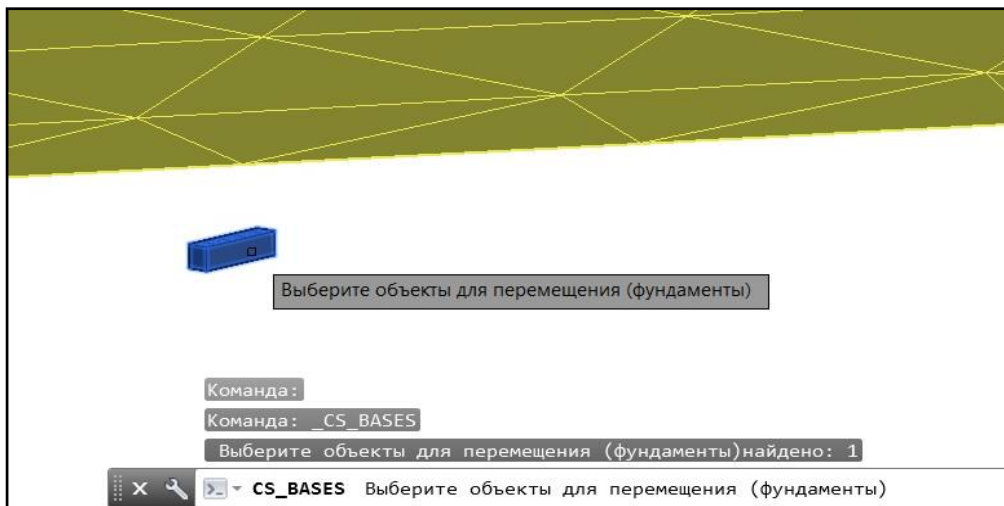 Выберите объекты для перемещения (фундаменты)
Команда:
Команда: _CS_BASES
Выберите объекты для перемещения (фундаменты)найдено: 1
CS_BASES Выберите объекты для перемещения (фундаменты)